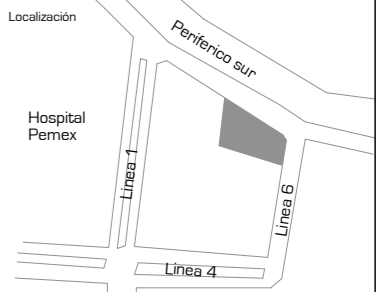 Localización
Periferico sur
Hospital
Pemex
Linea 1
Linea 6
Linea 4